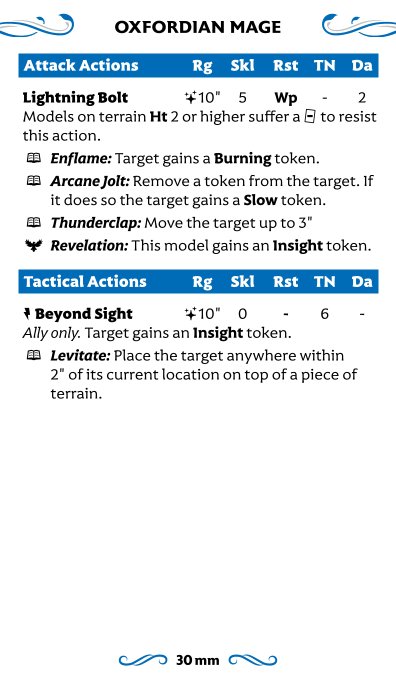 OXFORDIAN MAGE
Attack Actions Rg Skl Rst TN Da
Lightning Bolt 10" 5 Wp - 2
Models on terrain Ht 2 or higher suffer a to resist
this action.
Enflame: Target gains a Burning token.
Arcane Jolt: Remove a token from the target. If
it does so the target gains a Slow token.
Thunderclap: Move the target up to 3"
Revelation: This model gains an Insight token.
Tactical Actions Rg Skl Rst TN Da
Beyond Sight 10" 0 - 6 -
Ally only. Target gains an Insight token.
Levitate: Place the target anywhere within
2" of its current location on top of a piece of
terrain.
30 mm